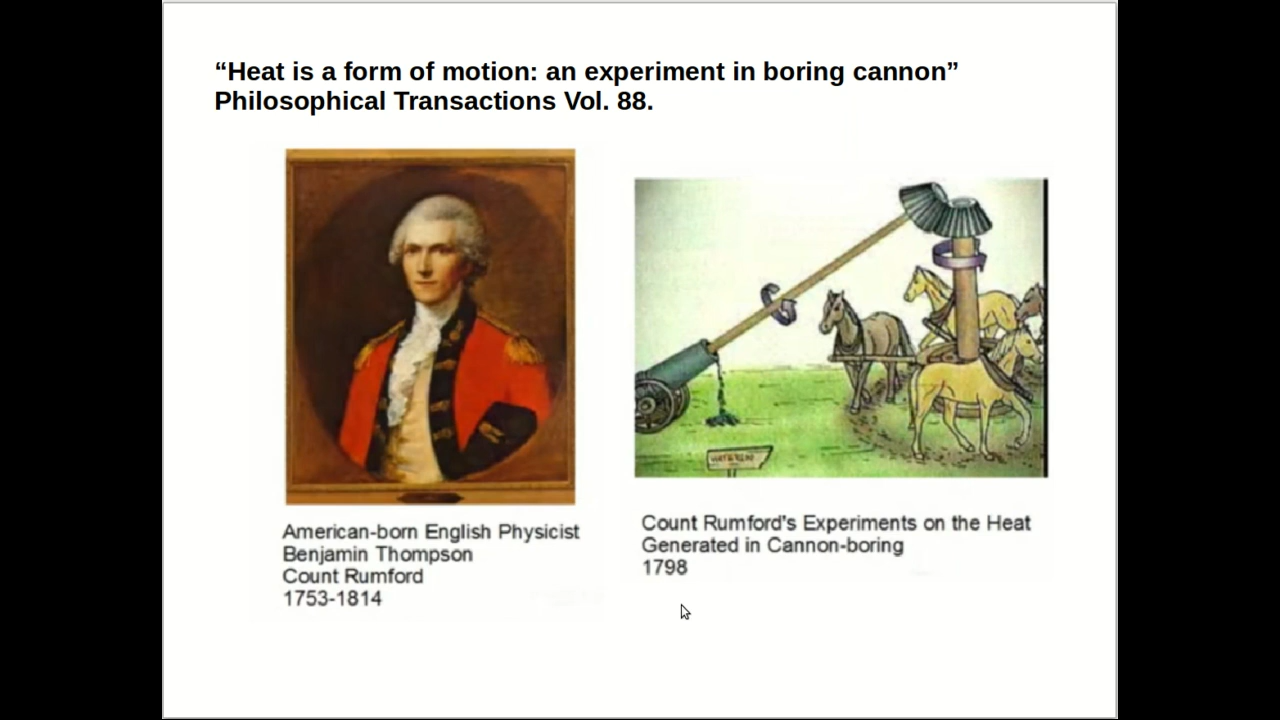 “Heat is a form of motion: an experiment in boring cannon”
Philosophical Transactions Vol. 88.
American-born English Physicist
Benjamin Thompson
Count Rumford
1753-1814
Count Rumford's Experiments on the Heat
Generated in Cannon-boring
1798